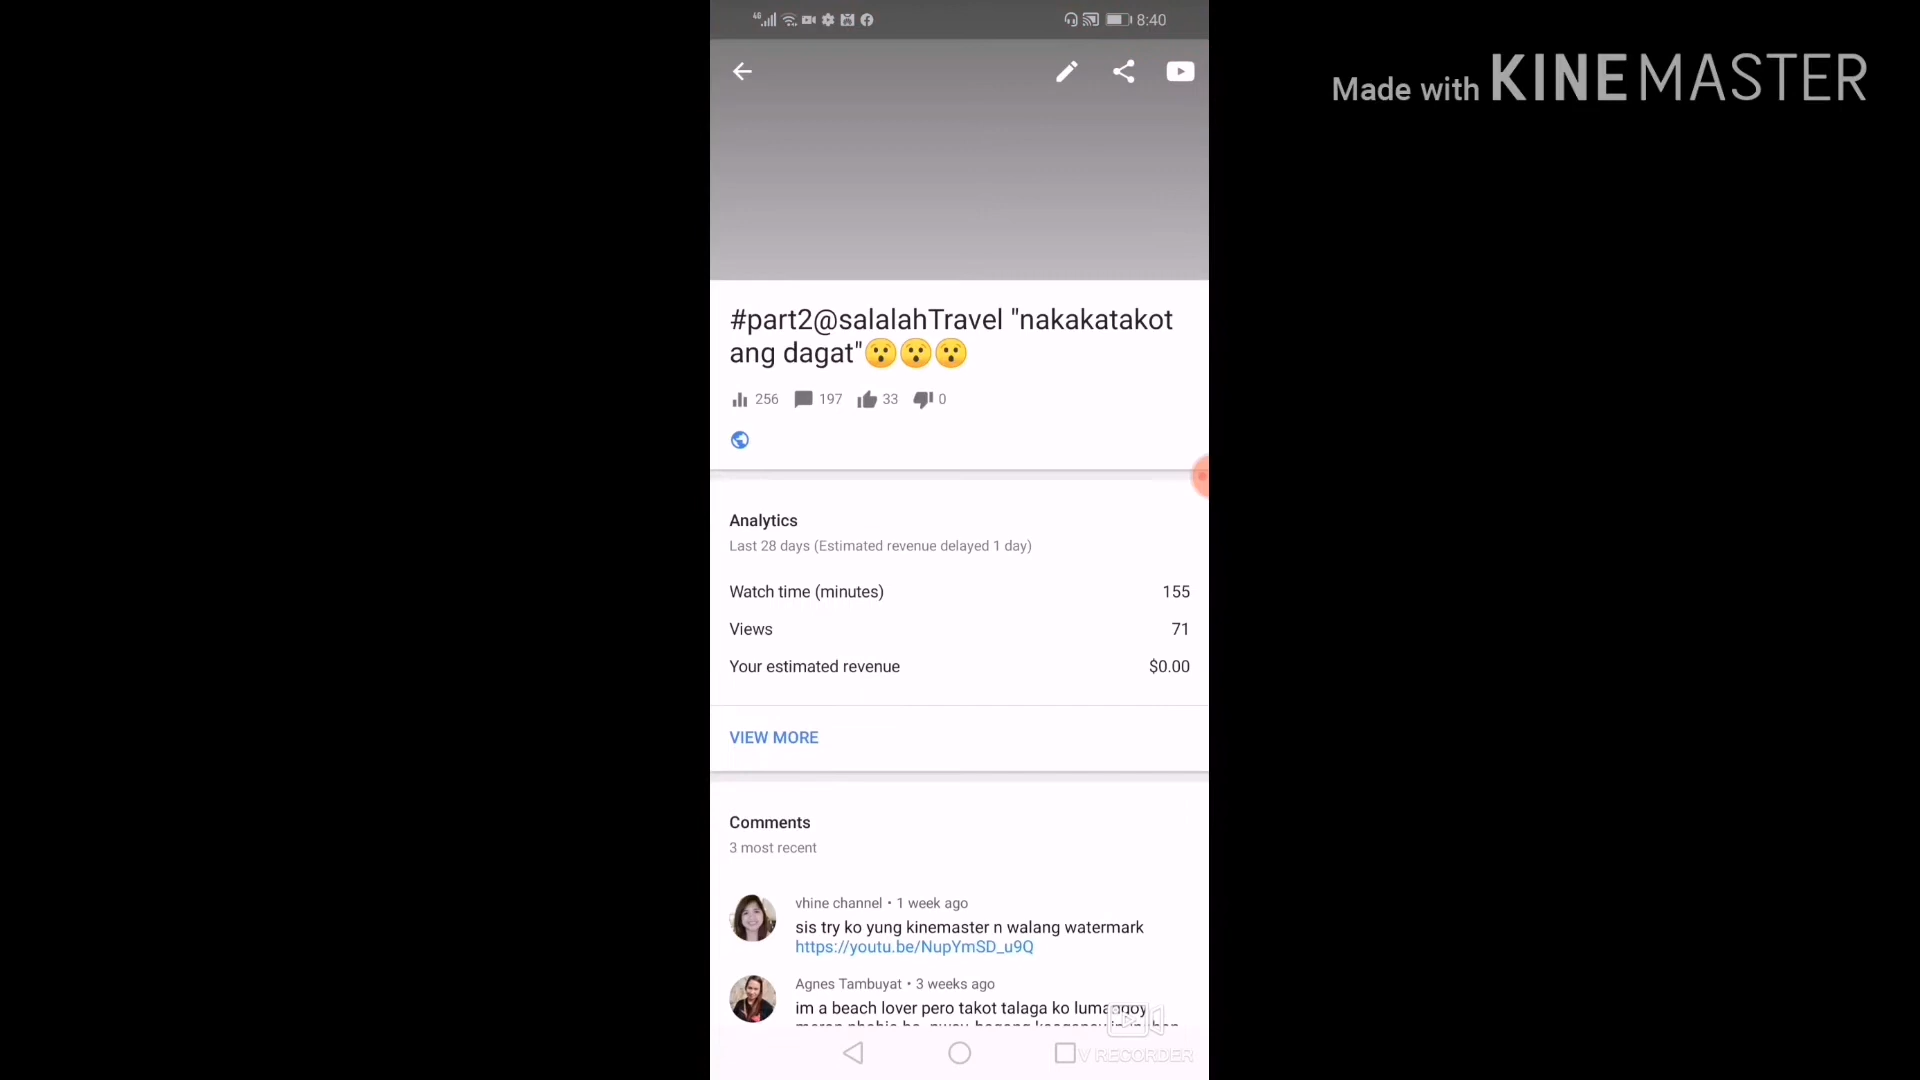 4G
8:40
Made with KINEMASTER
#part2@salalahTravel "nakakatakot
ang dagat"😮😮😮
256 197 33 0
Analytics
Last 28 days (Estimated revenue delayed 1 day)
Watch time (minutes) 155
Views 71
Your estimated revenue $0.00
VIEW MORE
Comments
3 most recent
vhine channel • 1 week ago
sis try ko yung kinemaster n walang watermark
https://youtu.be/NupYmSD_u9Q
Agnes Tambuyat • 3 weeks ago
im a beach lover pero takot talaga ko lumangoy
V RECORDER